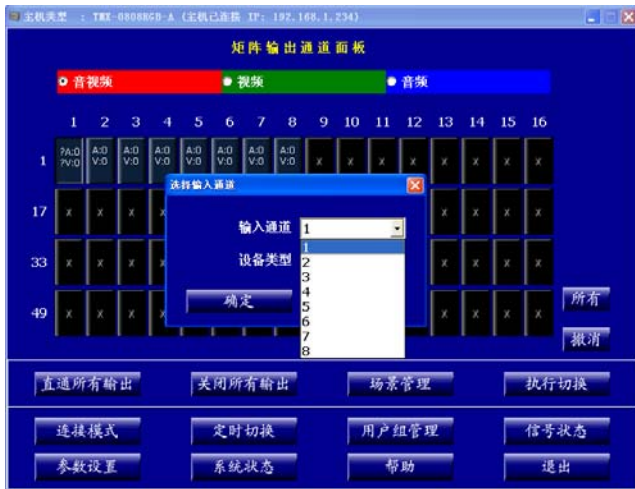 主机类型 : TMX-0808RGB-A (主机已连接 IP: 192.168.1.234)
矩阵输出通道面板
音视频 视频 音频
1 2 3 4 5 6 7 8 9 10 11 12 13 14 15 16
?A:0 A:0 A:0 A:0 A:0 A:0 A:0 A:0
1 ?V:0 V:0 V:0 V:0 V:0 V:0 V:0 V:0 x x x x x x x x
选择输入通道
17 x x x x x x x
输入通道 1
1
33 x x x 设备类型 2 x x x x
3
4
确定 5 所有
49 x x x x 6 x x x x
7 撤消
8
直通所有输出 关闭所有输出 场景管理 执行切换
连接模式 定时切换 用户组管理 信号状态
参数设置 系统状态 帮助 退出